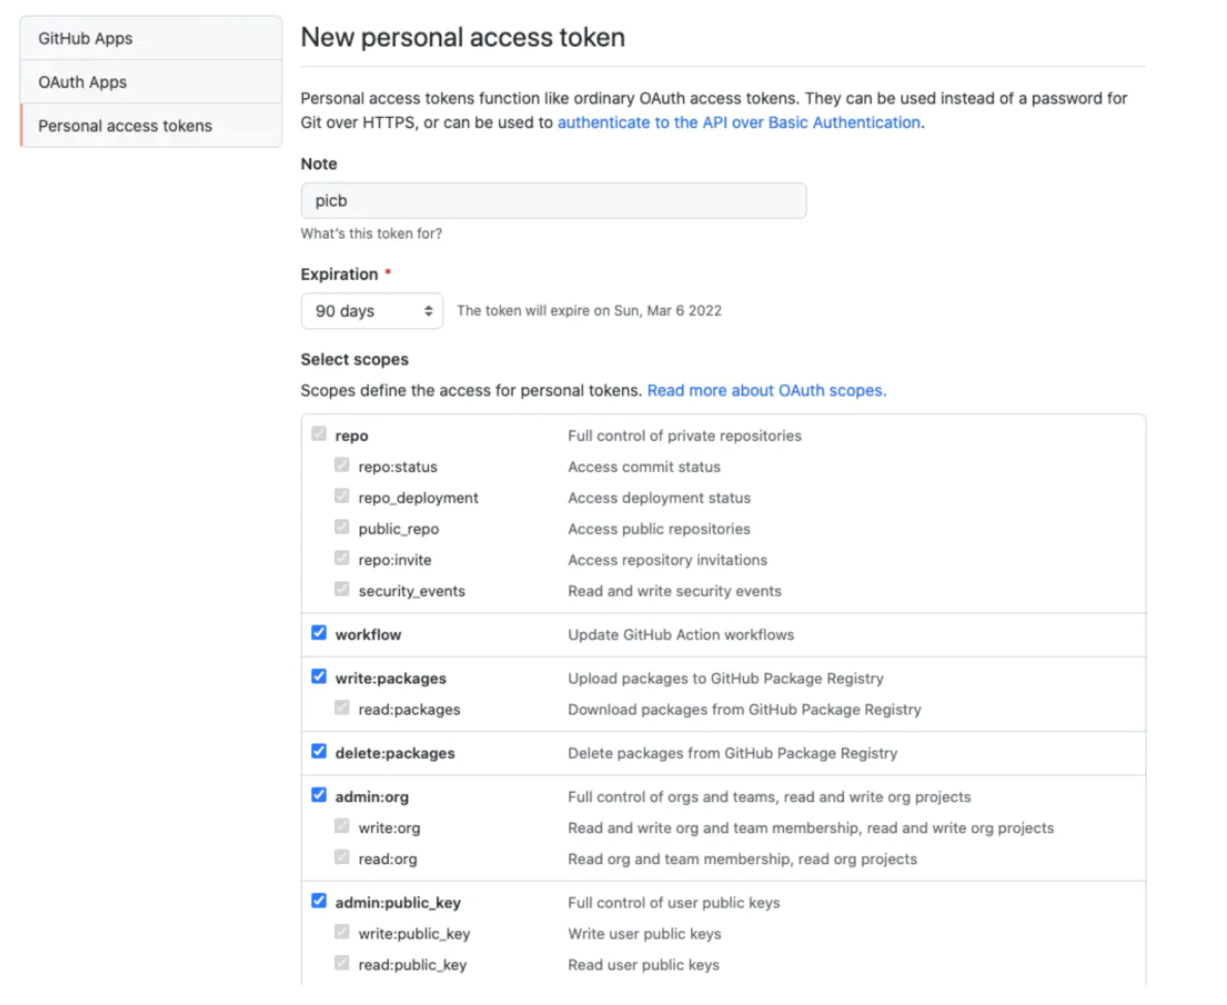 GitHub Apps
OAuth Apps
Personal access tokens
New personal access token
Personal access tokens function like ordinary OAuth access tokens. They can be used instead of a password for
Git over HTTPS, or can be used to authenticate to the API over Basic Authentication.
Note
picb
What's this token for?
Expiration *
90 days The token will expire on Sun, Mar 6 2022
Select scopes
Scopes define the access for personal tokens. Read more about OAuth scopes.
repo Full control of private repositories
repo:status Access commit status
repo_deployment Access deployment status
public_repo Access public repositories
repo:invite Access repository invitations
security_events Read and write security events
workflow Update GitHub Action workflows
write:packages Upload packages to GitHub Package Registry
read:packages Download packages from GitHub Package Registry
delete:packages Delete packages from GitHub Package Registry
admin:org Full control of orgs and teams, read and write org projects
write:org Read and write org and team membership, read and write org projects
read:org Read org and team membership, read org projects
admin:public_key Full control of user public keys
write:public_key Write user public keys
read:public_key Read user public keys